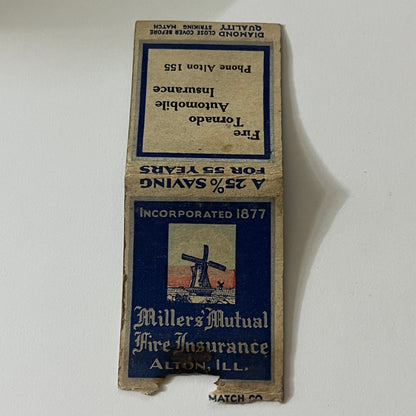 A 25% SAVING
FOR 55 YEARS
Fire
Tornado
Automobile
Insurance
Phone Alton 155
DIAMOND CLOSE COVER BEFORE
QUALITY STRIKING MATCH
INCORPORATED 1877
Millers' Mutual
Fire Insurance
ALTON, ILL.
MATCH CO